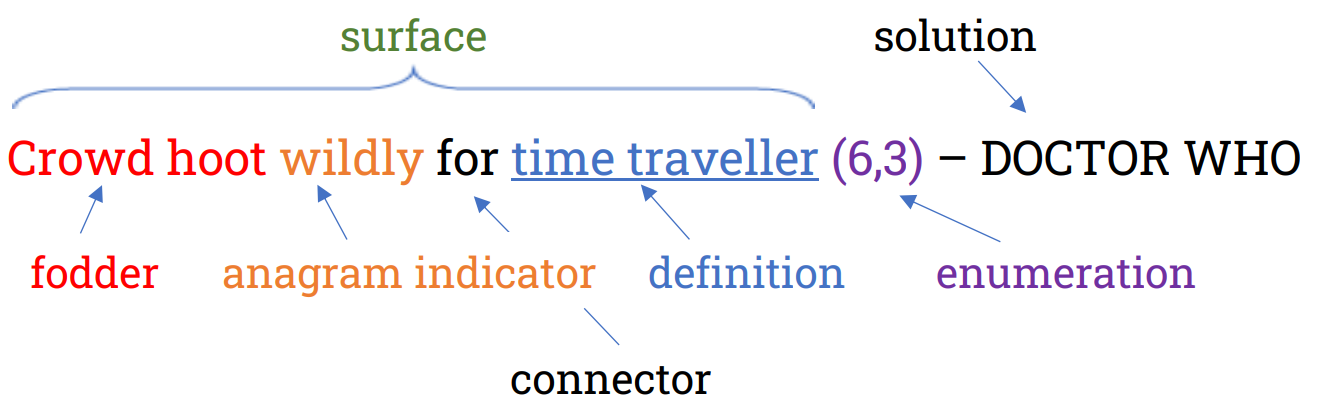 surface solution
Crowd hoot wildly for time traveller (6,3) – DOCTOR WHO
fodder anagram indicator definition enumeration
connector